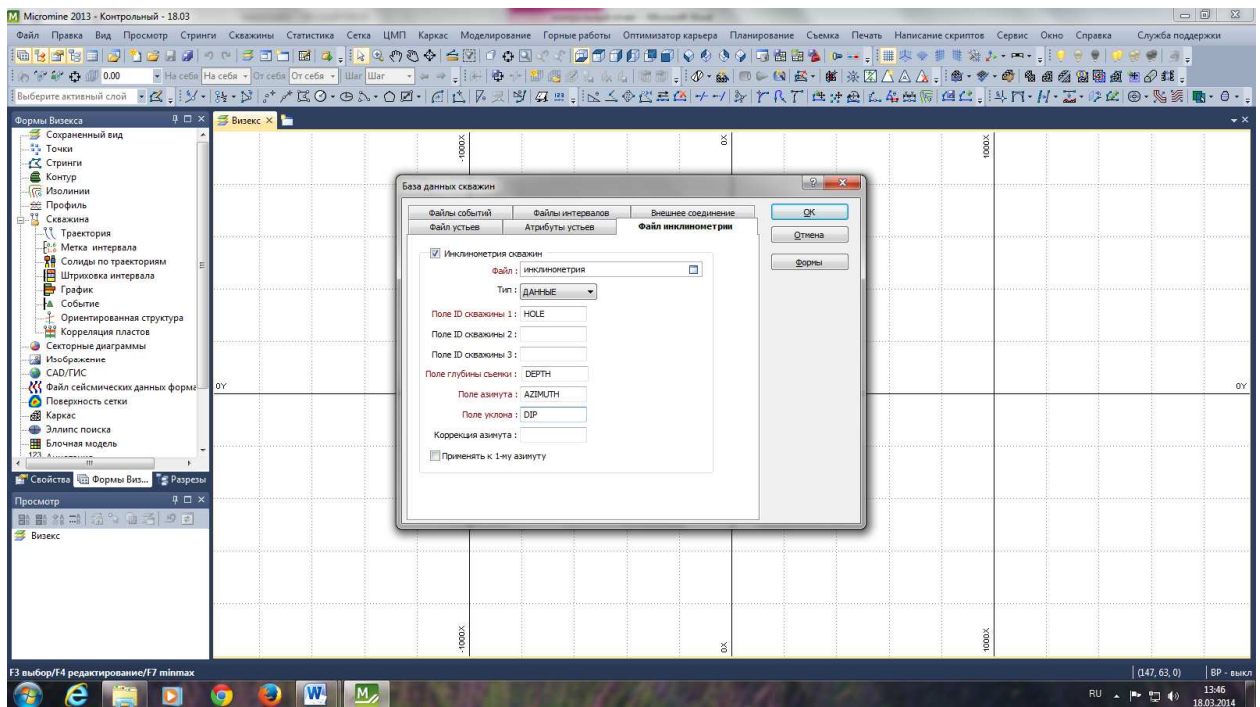 Micromine 2013 - Контрольный - 18.03
Файл Правка Вид Просмотр Стринги Скважины Статистика Сетка ЦМП Каркас Моделирование Горные работы Оптимизатор карьера Планирование Съемка Печать Написание скриптов Сервис Окно Справка Служба поддержки
0.00 На себя На себя От себя От себя Шаг Шаг
Выберите активный слой
Формы Визекса
Визекс
Сохраненный вид
Точки
Стринги
Контур
Изолинии
Профиль
Скважина
Траектория
Метка интервала
Солиды по траекториям
Штриховка интервала
График
Событие
Ориентированная структура
Корреляция пластов
Секторные диаграммы
Изображение
CAD/ГИС
Файл сейсмических данных форма
Поверхность сетки
Каркас
Эллипс поиска
Блочная модель
Свойства Формы Виз... Разрезы
Просмотр
Визекс
-1000X 0X 1000X
0Y 0Y
-1000X 0X 1000X
База данных скважин
Файлы событий Файлы интервалов Внешнее соединение
Файл устьев Атрибуты устьев Файл инклинометрии
OK
Отмена
Формы
Инклинометрия скважин
Файл : инклинометрия
Тип : ДАННЫЕ
Поле ID скважины 1 : HOLE
Поле ID скважины 2 :
Поле ID скважины 3 :
Поле глубины съемки : DEPTH
Поле азимута : AZIMUTH
Поле уклона : DIP
Коррекция азимута :
Применять к 1-му азимуту
F3 выбор/F4 редактирование/F7 minmax
(147, 63, 0) ВР - выкл
RU
13:46
18.03.2014